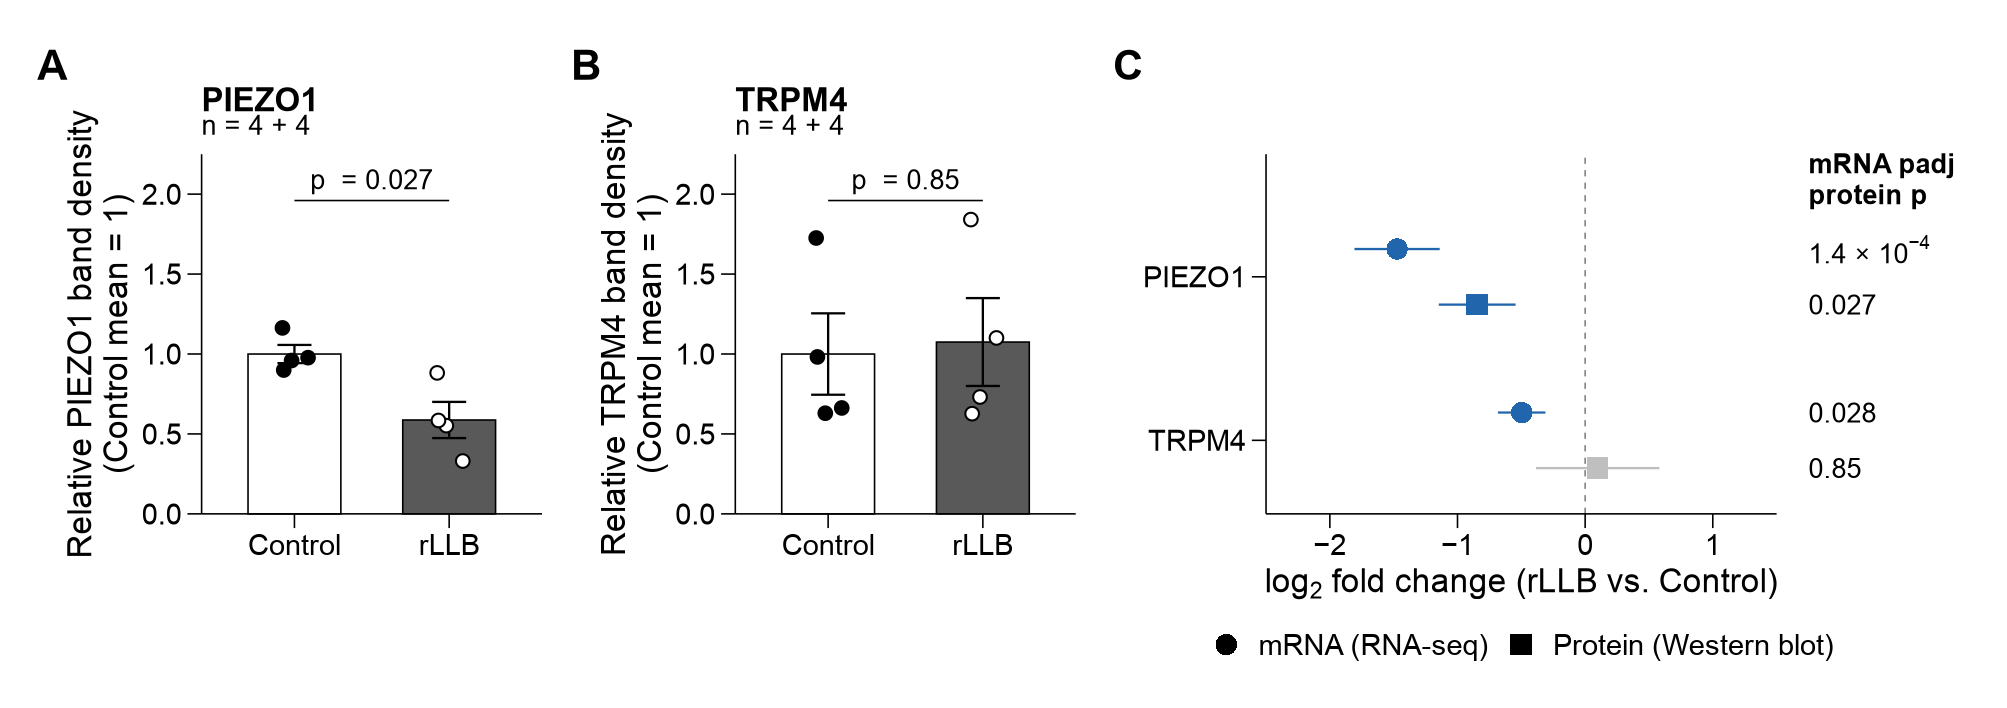 A
PIEZO1
n = 4 + 4
Relative PIEZO1 band density
(Control mean = 1)
2.0
1.5
1.0
0.5
0.0
p = 0.027
Control
rLLB
B
TRPM4
n = 4 + 4
Relative TRPM4 band density
(Control mean = 1)
2.0
1.5
1.0
0.5
0.0
p = 0.85
Control
rLLB
C
mRNA padj
protein p
PIEZO1
1.4 × 10⁻⁴
0.027
TRPM4
0.028
0.85
−2
−1
0
1
log₂ fold change (rLLB vs. Control)
mRNA (RNA-seq)
Protein (Western blot)